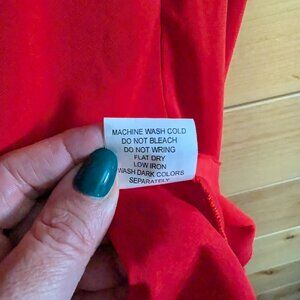 MACHINE WASH COLD
DO NOT BLEACH
DO NOT WRING
FLAT DRY
LOW IRON
WASH DARK COLORS
SEPARATELY